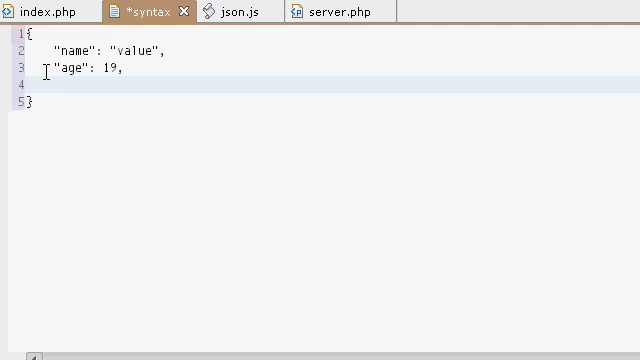 index.php *syntax json.js server.php
1 {
2 "name": "value",
3 "age": 19,
4
5 }